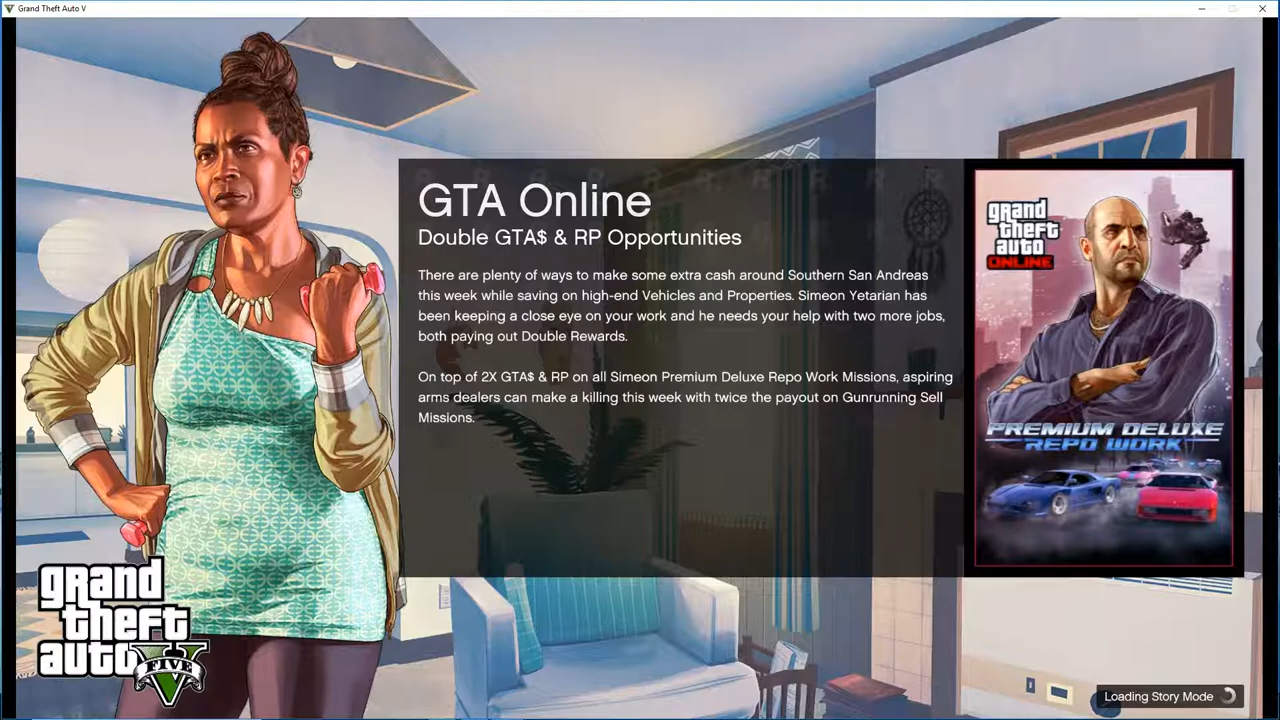 Grand Theft Auto V
GTA Online
Double GTA$ & RP Opportunities
There are plenty of ways to make some extra cash around Southern San Andreas
this week while saving on high-end Vehicles and Properties. Simeon Yetarian has
been keeping a close eye on your work and he needs your help with two more jobs,
both paying out Double Rewards.
On top of 2X GTA$ & RP on all Simeon Premium Deluxe Repo Work Missions, aspiring
arms dealers can make a killing this week with twice the payout on Gunrunning Sell
Missions.
grand
theft
auto
ONLINE
PREMIUM DELUXE
REPO WORK
grand
theft
auto
V
FIVE
Loading Story Mode